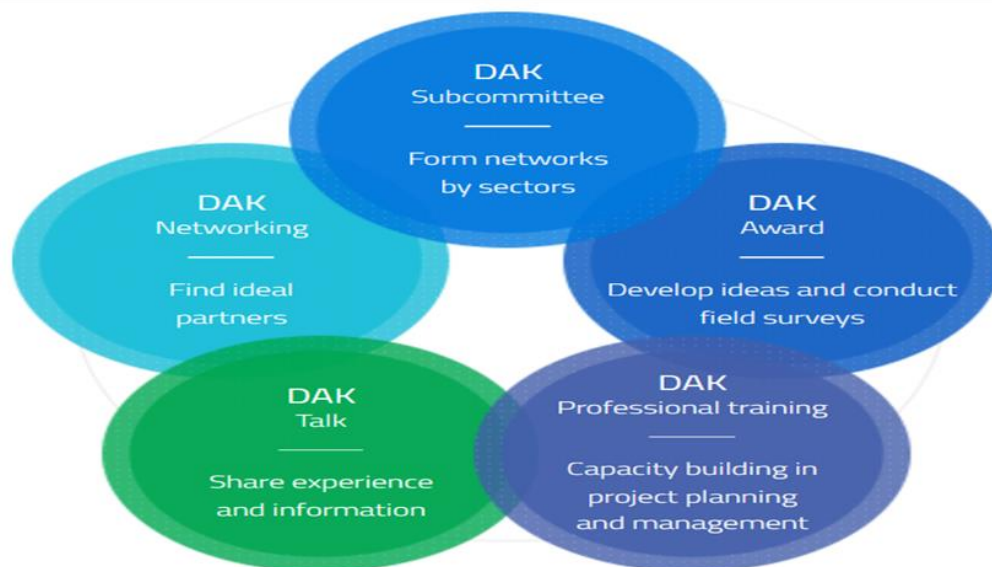 DAK
Subcommittee
Form networks
by sectors
DAK
Networking
Find ideal
partners
DAK
Award
Develop ideas and conduct
field surveys
DAK
Talk
Share experience
and information
DAK
Professional training
Capacity building in
project planning
and management